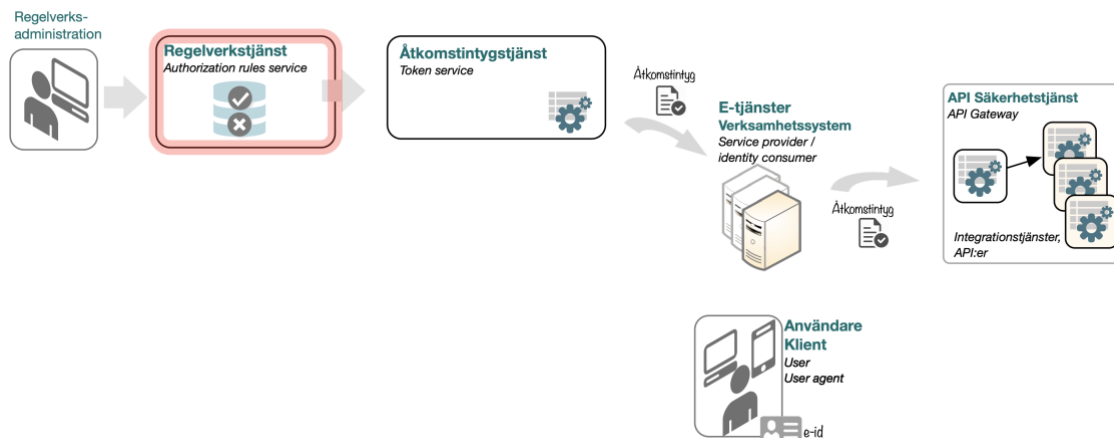 Regelverks-
administration
Regelverkstjänst
Authorization rules service
Åtkomstintygstjänst
Token service
Åtkomstintyg
E-tjänster
Verksamhetssystem
Service provider /
identity consumer
Åtkomstintyg
API Säkerhetstjänst
API Gateway
Integrationstjänster,
API:er
Användare
Klient
User
User agent
e-id